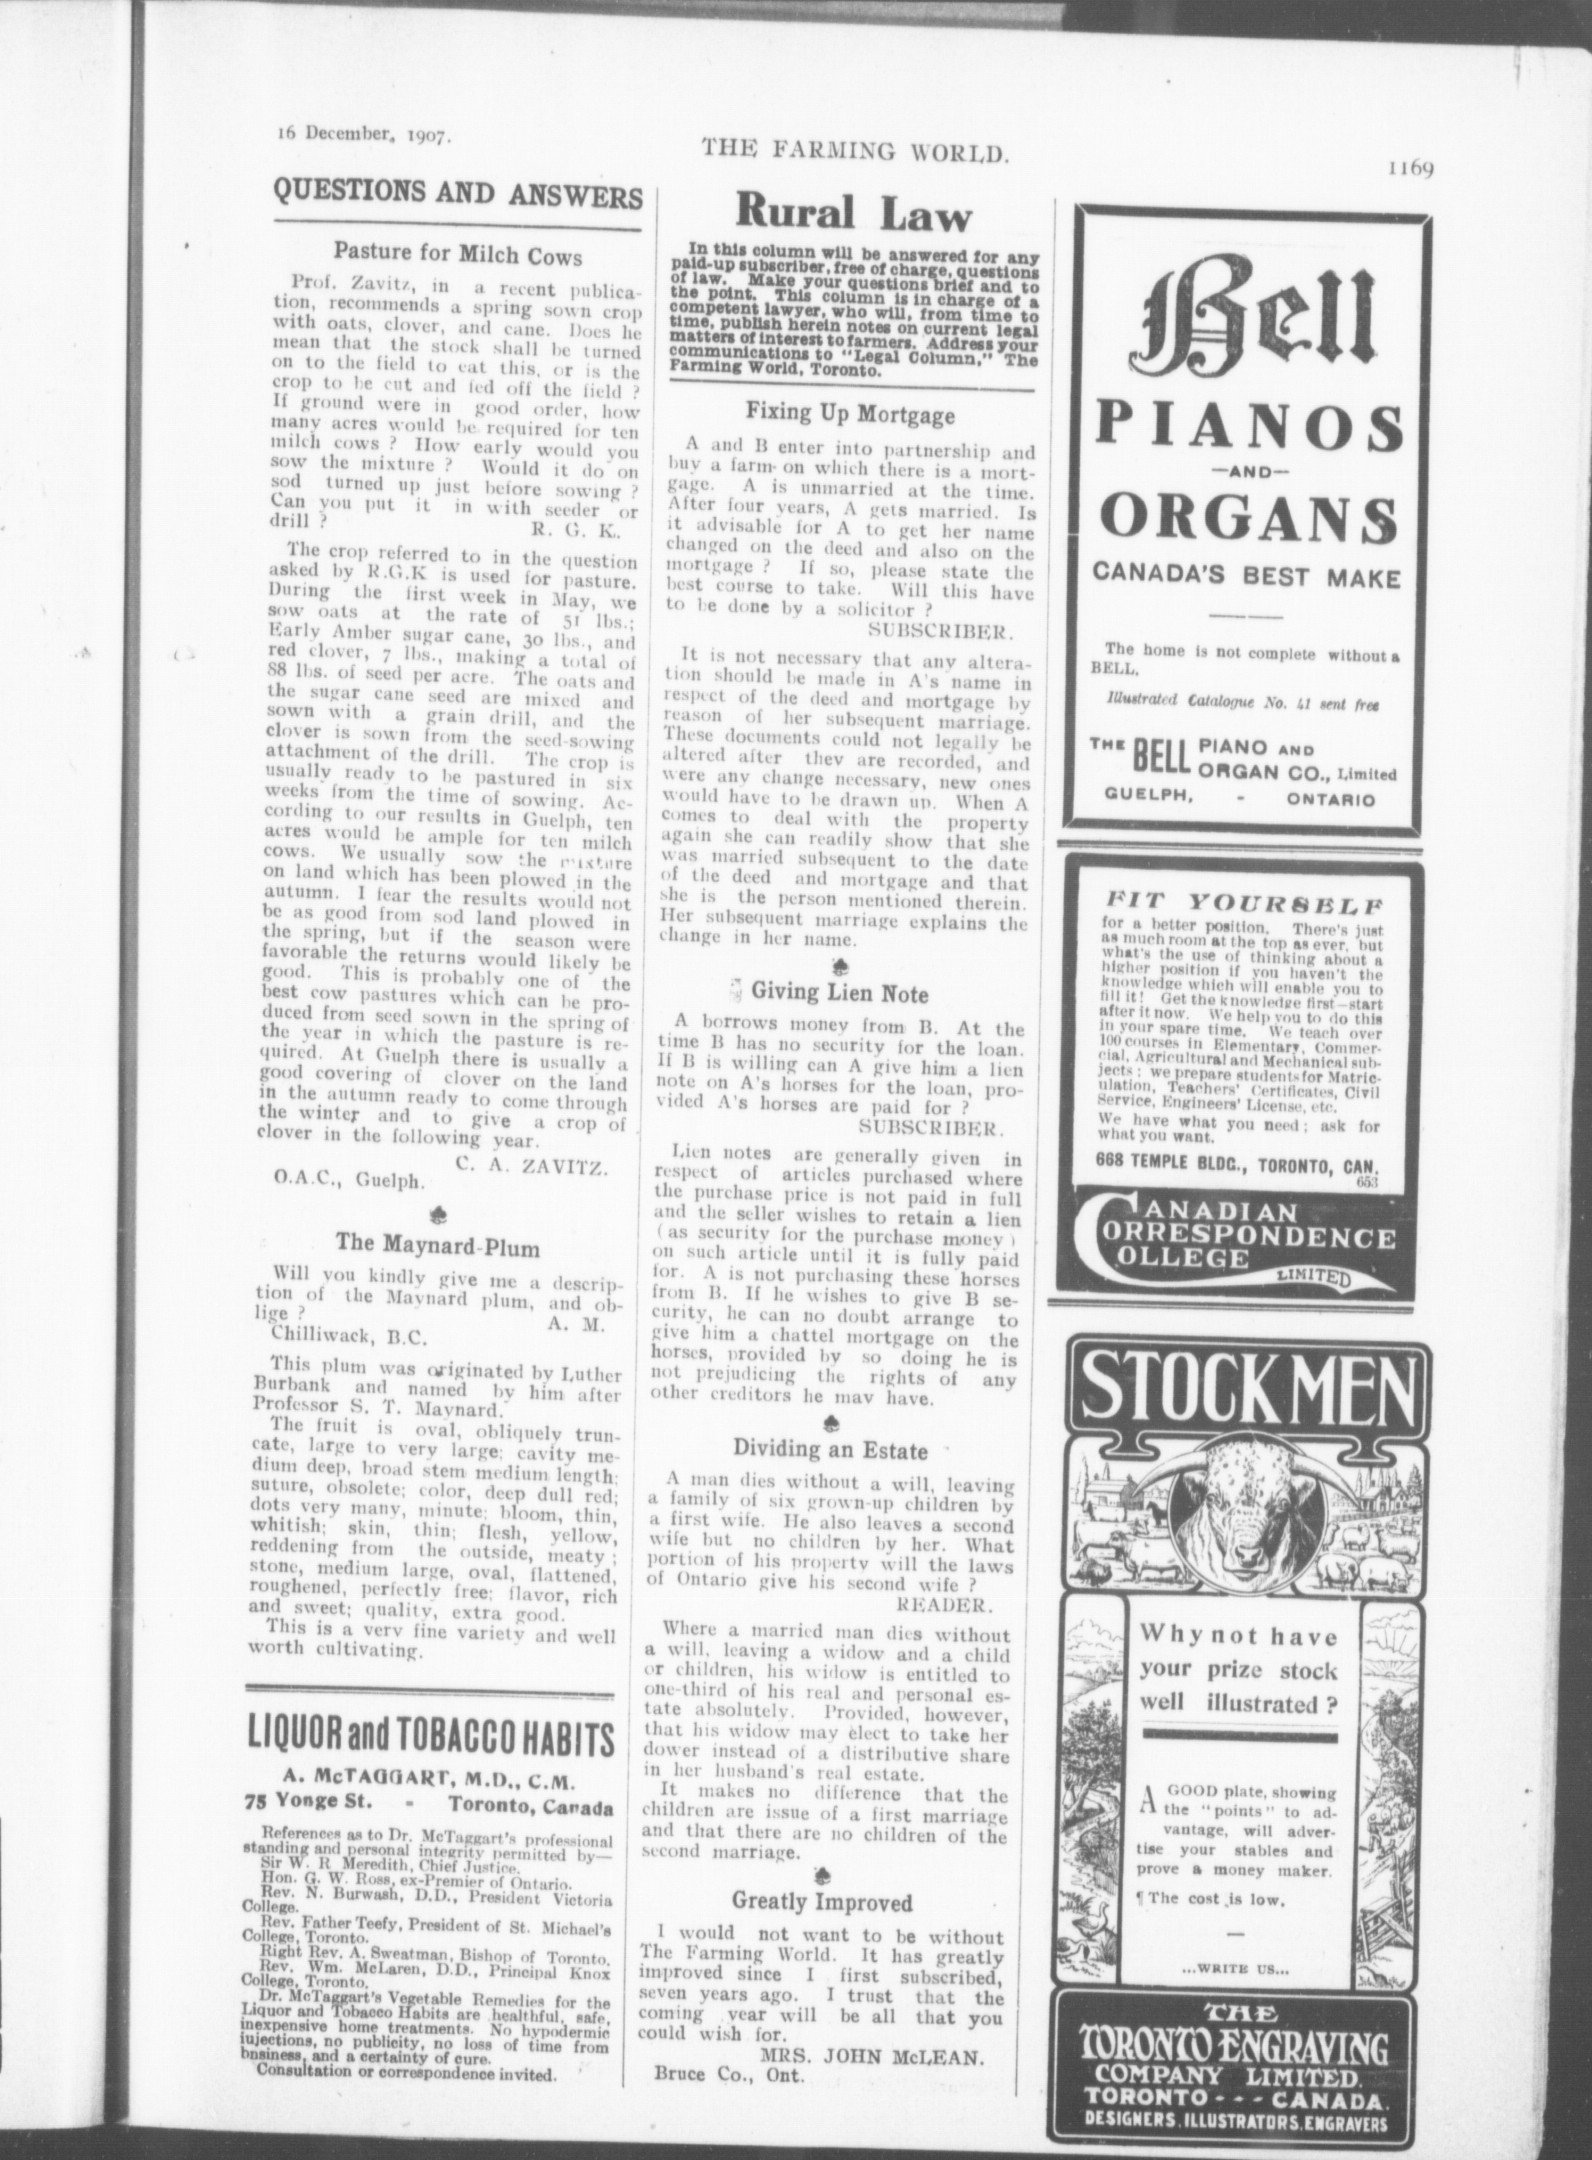 16 December, 1907.
THE FARMING WORLD.
1169
QUESTIONS AND ANSWERS
Pasture for Milch Cows
Prof. Zavitz, in a recent publica-
tion, recommends a spring sown crop
with oats, clover, and cane. Does he
mean that the stock shall be turned
on to the field to eat this, or is the
crop to be cut and fed off the field ?
If ground were in good order, how
many acres would be required for ten
milch cows ? How early would you
sow the mixture ? Would it do on
sod turned up just before sowing ?
Can you put it in with seeder or
drill ?
R. G. K.
The crop referred to in the question
asked by R.G.K is used for pasture.
During the first week in May, we
sow oats at the rate of 51 lbs.;
Early Amber sugar cane, 30 lbs., and
red clover, 7 lbs., making a total of
88 lbs. of seed per acre. The oats and
the sugar cane seed are mixed and
sown with a grain drill, and the
clover is sown from the seed-sowing
attachment of the drill. The crop is
usually ready to be pastured in six
weeks from the time of sowing. Ac-
cording to our results in Guelph, ten
acres would be ample for ten milch
cows. We usually sow the mixture
on land which has been plowed in the
autumn. I fear the results would not
be as good from sod land plowed in
the spring, but if the season were
favorable the returns would likely be
good. This is probably one of the
best cow pastures which can be pro-
duced from seed sown in the spring of
the year in which the pasture is re-
quired. At Guelph there is usually a
good covering of clover on the land
in the autumn ready to come through
the winter and to give a crop of
clover in the following year.
C. A. ZAVITZ.
O.A.C., Guelph.
The Maynard-Plum
Will you kindly give me a descrip-
tion of the Maynard plum, and ob-
lige ?
A. M.
Chilliwack, B.C.
This plum was originated by Luther
Burbank and named by him after
Professor S. T. Maynard.
The fruit is oval, obliquely trun-
cate, large to very large; cavity me-
dium deep, broad stem medium length;
suture, obsolete; color, deep dull red;
dots very many, minute; bloom, thin,
whitish; skin, thin; flesh, yellow,
reddening from the outside, meaty ;
stone, medium large, oval, flattened,
roughened, perfectly free; flavor, rich
and sweet; quality, extra good.
This is a very fine variety and well
worth cultivating.
LIQUOR and TOBACCO HABITS
A. McTAGGART, M.D., C.M.
75 Yonge St. - Toronto, Canada
References as to Dr. McTaggart's professional
standing and personal integrity permitted by—
Sir W. R Meredith, Chief Justice.
Hon. G. W. Ross, ex-Premier of Ontario.
Rev. N. Burwash, D.D., President Victoria
College.
Rev. Father Teefy, President of St. Michael's
College, Toronto.
Right Rev. A. Sweatman, Bishop of Toronto.
Rev. Wm. McLaren, D.D., Principal Knox
College, Toronto.
Dr. McTaggart's Vegetable Remedies for the
Liquor and Tobacco Habits are healthful, safe,
inexpensive home treatments. No hypodermic
iujections, no publicity, no loss of time from
bnsiness, and a certainty of cure.
Consultation or correspondence invited.
Rural Law
In this column will be answered for any
paid-up subscriber, free of charge, questions
of law. Make your questions brief and to
the point. This column is in charge of a
competent lawyer, who will, from time to
time, publish herein notes on current legal
matters of interest to farmers. Address your
communications to "Legal Column," The
Farming World, Toronto.
Fixing Up Mortgage
A and B enter into partnership and
buy a farm on which there is a mort-
gage. A is unmarried at the time.
After four years, A gets married. Is
it advisable for A to get her name
changed on the deed and also on the
mortgage ? If so, please state the
best course to take. Will this have
to be done by a solicitor ?
SUBSCRIBER.
It is not necessary that any altera-
tion should be made in A's name in
respect of the deed and mortgage by
reason of her subsequent marriage.
These documents could not legally be
altered after they are recorded, and
were any change necessary, new ones
would have to be drawn up. When A
comes to deal with the property
again she can readily show that she
was married subsequent to the date
of the deed and mortgage and that
she is the person mentioned therein.
Her subsequent marriage explains the
change in her name.
Giving Lien Note
A borrows money from B. At the
time B has no security for the loan.
If B is willing can A give him a lien
note on A's horses for the loan, pro-
vided A's horses are paid for ?
SUBSCRIBER.
Lien notes are generally given in
respect of articles purchased where
the purchase price is not paid in full
and the seller wishes to retain a lien
(as security for the purchase money)
on such article until it is fully paid
for. A is not purchasing these horses
from B. If he wishes to give B se-
curity, he can no doubt arrange to
give him a chattel mortgage on the
horses, provided by so doing he is
not prejudicing the rights of any
other creditors he may have.
Dividing an Estate
A man dies without a will, leaving
a family of six grown-up children by
a first wife. He also leaves a second
wife but no children by her. What
portion of his property will the laws
of Ontario give his second wife ?
READER.
Where a married man dies without
a will, leaving a widow and a child
or children, his widow is entitled to
one-third of his real and personal es-
tate absolutely. Provided, however,
that his widow may elect to take her
dower instead of a distributive share
in her husband's real estate.
It makes no difference that the
children are issue of a first marriage
and that there are no children of the
second marriage.
Greatly Improved
I would not want to be without
The Farming World. It has greatly
improved since I first subscribed,
seven years ago. I trust that the
coming year will be all that you
could wish for.
MRS. JOHN McLEAN.
Bruce Co., Ont.
Bell
PIANOS
—AND—
ORGANS
CANADA'S BEST MAKE
The home is not complete without a
BELL.
Illustrated Catalogue No. 41 sent free
THE BELL PIANO AND
ORGAN CO., Limited
GUELPH, - ONTARIO
FIT YOURSELF
for a better position. There's just
as much room at the top as ever, but
what's the use of thinking about a
higher position if you haven't the
knowledge which will enable you to
fill it! Get the knowledge first—start
after it now. We help you to do this
in your spare time. We teach over
100 courses in Elementary, Commer-
cial, Agricultural and Mechanical sub-
jects; we prepare students for Matric-
ulation, Teachers' Certificates, Civil
Service, Engineers' License, etc.
We have what you need; ask for
what you want.
668 TEMPLE BLDG., TORONTO, CAN.
653
CANADIAN
CORRESPONDENCE
COLLEGE
LIMITED
STOCKMEN
Why not have
your prize stock
well illustrated ?
A GOOD plate, showing
the "points" to ad-
vantage, will adver-
tise your stables and
prove a money maker.
¶ The cost is low.
...WRITE US...
THE
TORONTO ENGRAVING
COMPANY LIMITED.
TORONTO - - - CANADA.
DESIGNERS, ILLUSTRATORS, ENGRAVERS